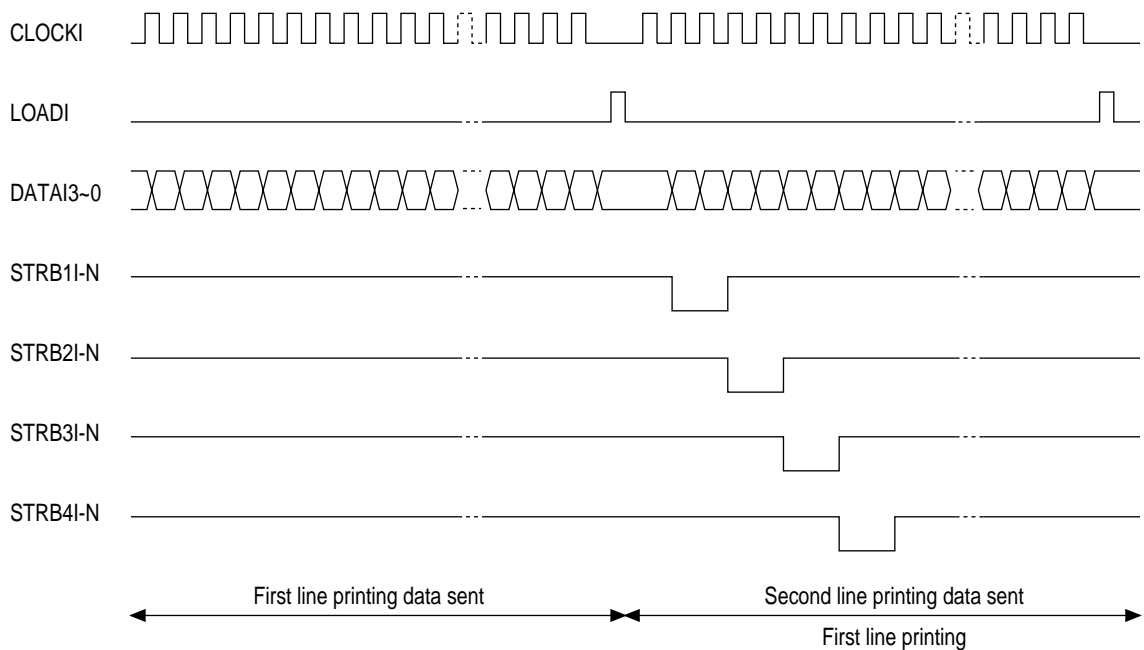 CLOCKI
LOADI
DATAI3~0
STRB1I-N
STRB2I-N
STRB3I-N
STRB4I-N
First line printing data sent
Second line printing data sent
First line printing